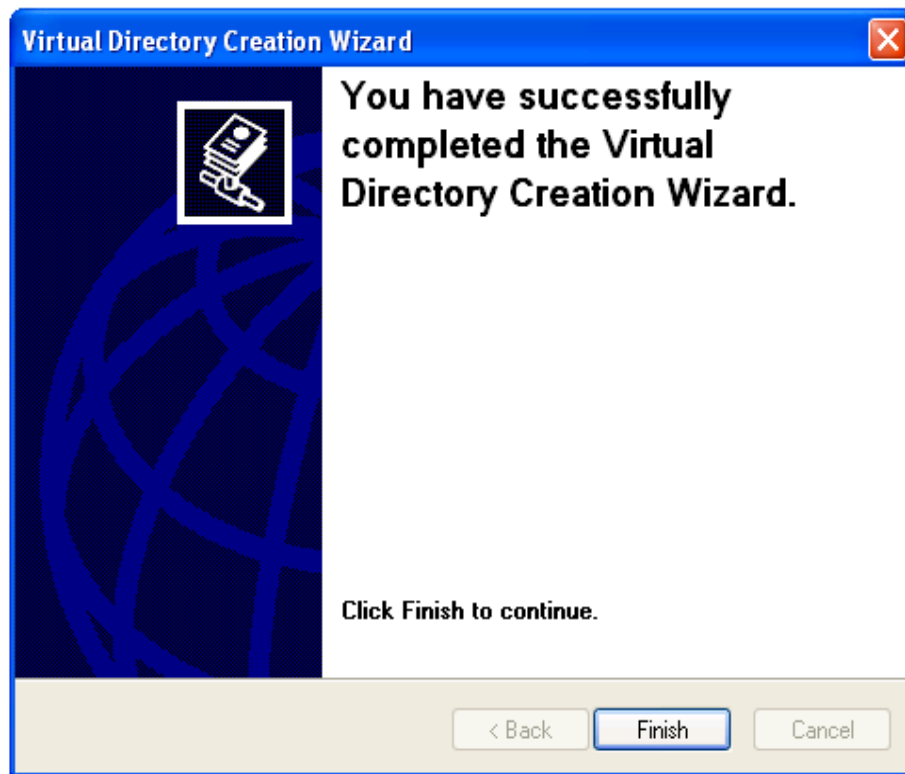 Virtual Directory Creation Wizard
You have successfully
completed the Virtual
Directory Creation Wizard.
Click Finish to continue.
< Back
Finish
Cancel